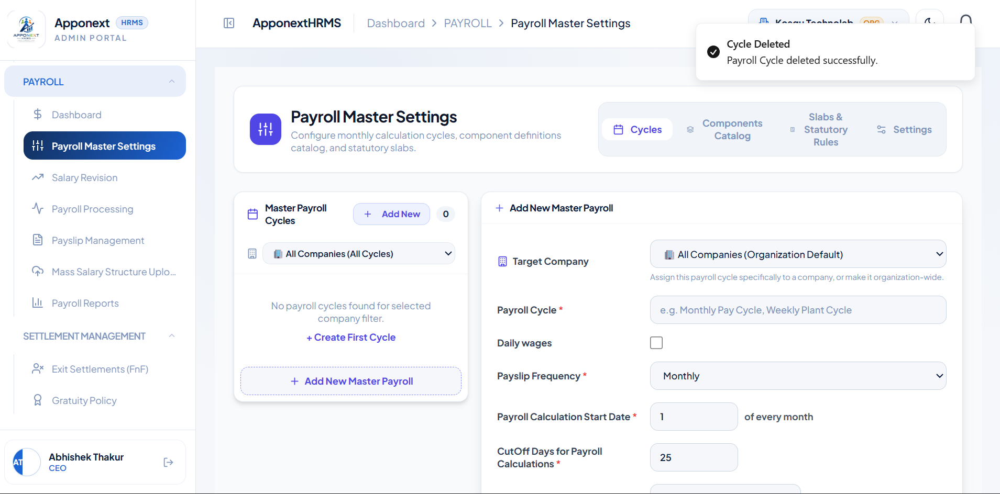 APPONEXT
HRMS
Apponext HRMS
ADMIN PORTAL
PAYROLL
Dashboard
Payroll Master Settings
Salary Revision
Payroll Processing
Payslip Management
Mass Salary Structure Uplo...
Payroll Reports
SETTLEMENT MANAGEMENT
Exit Settlements (FnF)
Gratuity Policy
AT
Abhishek Thakur
CEO
ApponextHRMS
Dashboard > PAYROLL > Payroll Master Settings
ORG
Cycle Deleted
Payroll Cycle deleted successfully.
Payroll Master Settings
Configure monthly calculation cycles, component definitions
catalog, and statutory slabs.
Cycles
Components
Catalog
Slabs &
Statutory
Rules
Settings
Master Payroll
Cycles
+ Add New
0
All Companies (All Cycles)
No payroll cycles found for selected
company filter.
+ Create First Cycle
+ Add New Master Payroll
+ Add New Master Payroll
Target Company
All Companies (Organization Default)
Assign this payroll cycle specifically to a company, or make it organization-wide.
Payroll Cycle *
e.g. Monthly Pay Cycle, Weekly Plant Cycle
Daily wages
Payslip Frequency *
Monthly
Payroll Calculation Start Date *
1
of every month
CutOff Days for Payroll
Calculations *
25